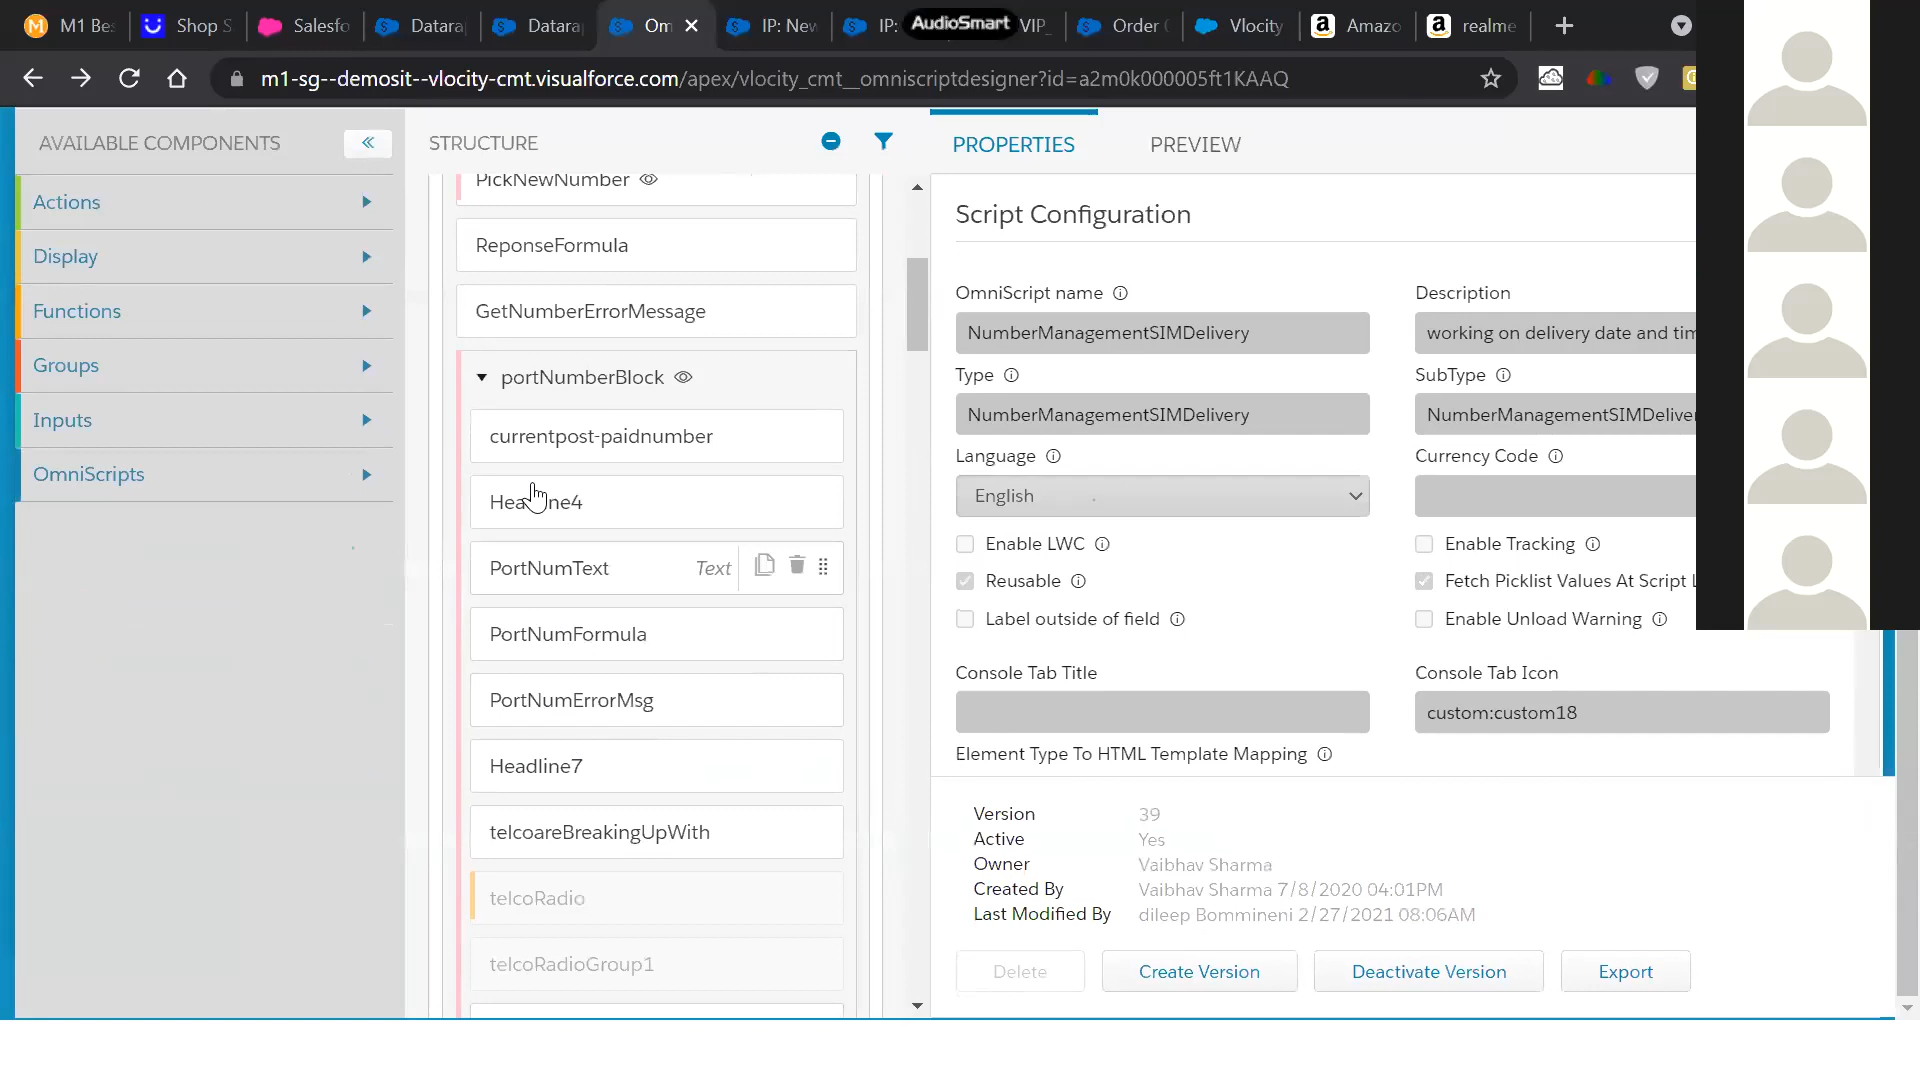 M1 Bes
Shop S
Salesfo
Datara
Datara
Om
IP: New
IP:
AudioSmart
VIP_
Order
Vlocity
Amazo
realme
m1-sg--demosit--vlocity-cmt.visualforce.com/apex/vlocity_cmt__omniscriptdesigner?id=a2m0k000005ft1KAAQ
AVAILABLE COMPONENTS
Actions
Display
Functions
Groups
Inputs
OmniScripts
STRUCTURE
PickNewNumber
ReponseFormula
GetNumberErrorMessage
portNumberBlock
currentpost-paidnumber
Headline4
PortNumText Text
PortNumFormula
PortNumErrorMsg
Headline7
telcoareBreakingUpWith
telcoRadio
telcoRadioGroup1
PROPERTIES
PREVIEW
Script Configuration
OmniScript name
NumberManagementSIMDelivery
Description
working on delivery date and tim
Type
NumberManagementSIMDelivery
SubType
NumberManagementSIMDeliver
Language
English
Currency Code
Enable LWC
Enable Tracking
Reusable
Fetch Picklist Values At Script L
Label outside of field
Enable Unload Warning
Console Tab Title
Console Tab Icon
custom:custom18
Element Type To HTML Template Mapping
Version 39
Active Yes
Owner Vaibhav Sharma
Created By Vaibhav Sharma 7/8/2020 04:01PM
Last Modified By dileep Bommineni 2/27/2021 08:06AM
Delete
Create Version
Deactivate Version
Export